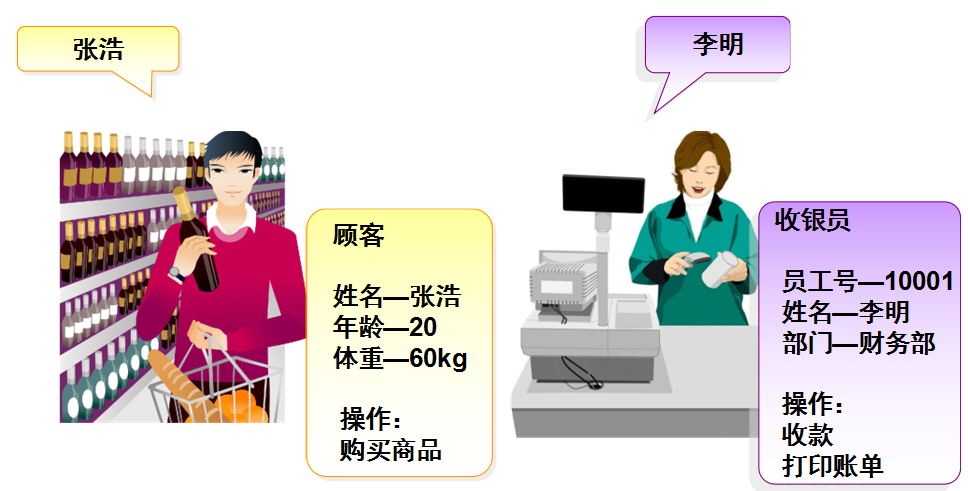 张浩
李明
顾客
姓名—张浩
年龄—20
体重—60kg
操作：
购买商品
收银员
员工号—10001
姓名—李明
部门—财务部
操作：
收款
打印账单